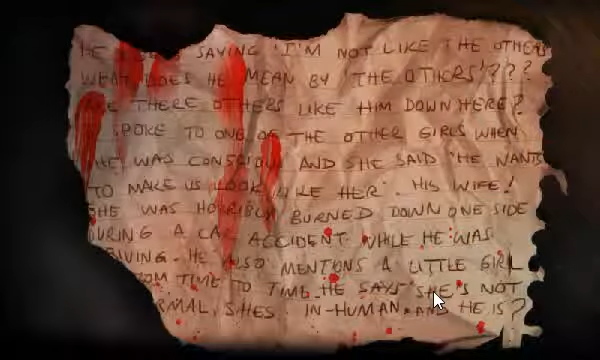 HE SAYING 'I'M NOT LIKE THE OTHERS
WHAT DOES HE MEAN BY 'THE OTHERS'???
ARE THERE OTHERS LIKE HIM DOWN HERE?
SPOKE TO ONE OF THE OTHER GIRLS WHEN
HE WAS CONSCIOUS AND SHE SAID 'HE WANTS
TO MAKE US LOOK LIKE HER'. HIS WIFE!
SHE WAS HORRIBLY BURNED DOWN ONE SIDE
DURING A CAR ACCIDENT WHILE HE WAS
DRIVING. HE ALSO MENTIONS A LITTLE GIRL
FROM TIME TO TIME. HE SAYS 'SHE'S NOT
NORMAL, SHES IN-HUMAN. AND HE IS?